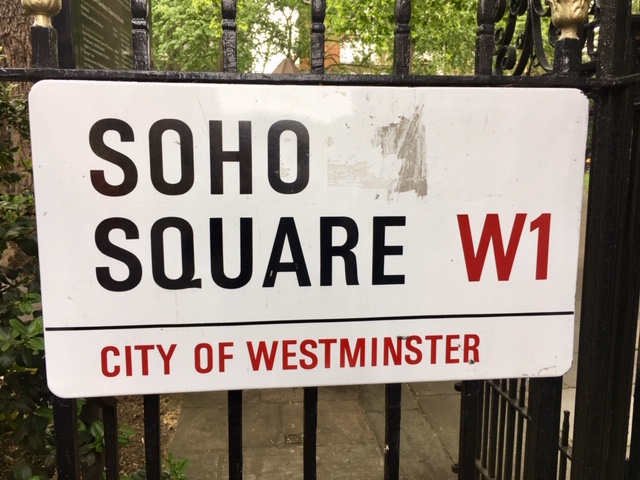 SOHO
SQUARE W1
CITY OF WESTMINSTER